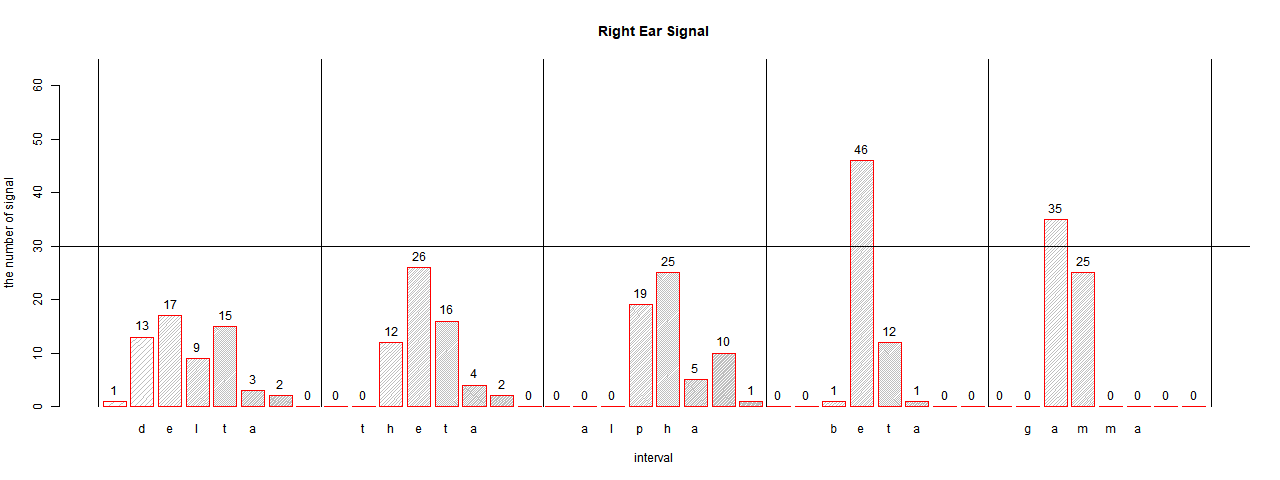 Right Ear Signal
the number of signal
60
50
40
30
20
10
0
1 13 17 9 15 3 2 0 0 0 12 26 16 4 2 0 0 0 0 19 25 5 10 1 0 0 1 46 12 1 0 0 0 0 35 25 0 0 0 0
d e l t a t h e t a a l p h a b e t a g a m m a
interval